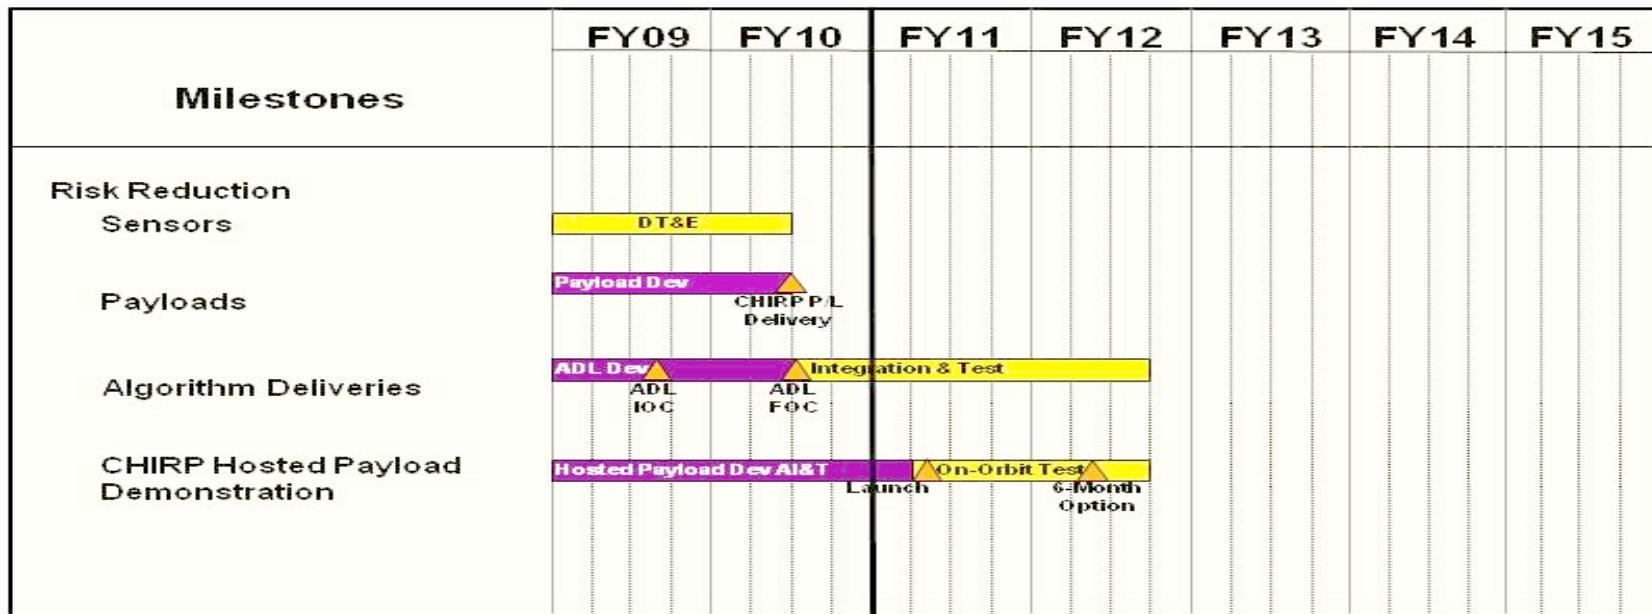 FY09 FY10 FY11 FY12 FY13 FY14 FY15
Milestones
Risk Reduction
Sensors
DT&E
Payloads
Payload Dev
CHIRP P/L
Delivery
Algorithm Deliveries
ADL Dev
Integration & Test
ADL
IOC
ADL
FOC
CHIRP Hosted Payload
Demonstration
Hosted Payload Dev AI&T
On-Orbit Test
Launch
6-Month
Option